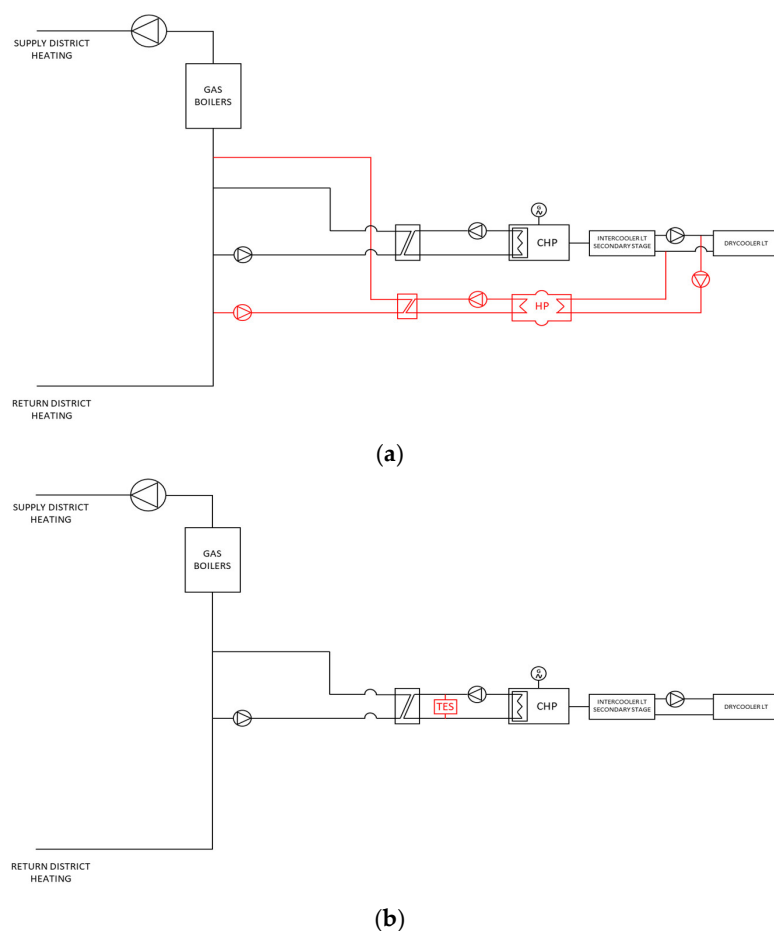 SUPPLY DISTRICT
HEATING
GAS
BOILERS
G
CHP
INTERCOOLER LT
SECONDARY STAGE
DRYCOOLER LT
HP
RETURN DISTRICT
HEATING
(a)
SUPPLY DISTRICT
HEATING
GAS
BOILERS
G
TES
CHP
INTERCOOLER LT
SECONDARY STAGE
DRYCOOLER LT
RETURN DISTRICT
HEATING
(b)